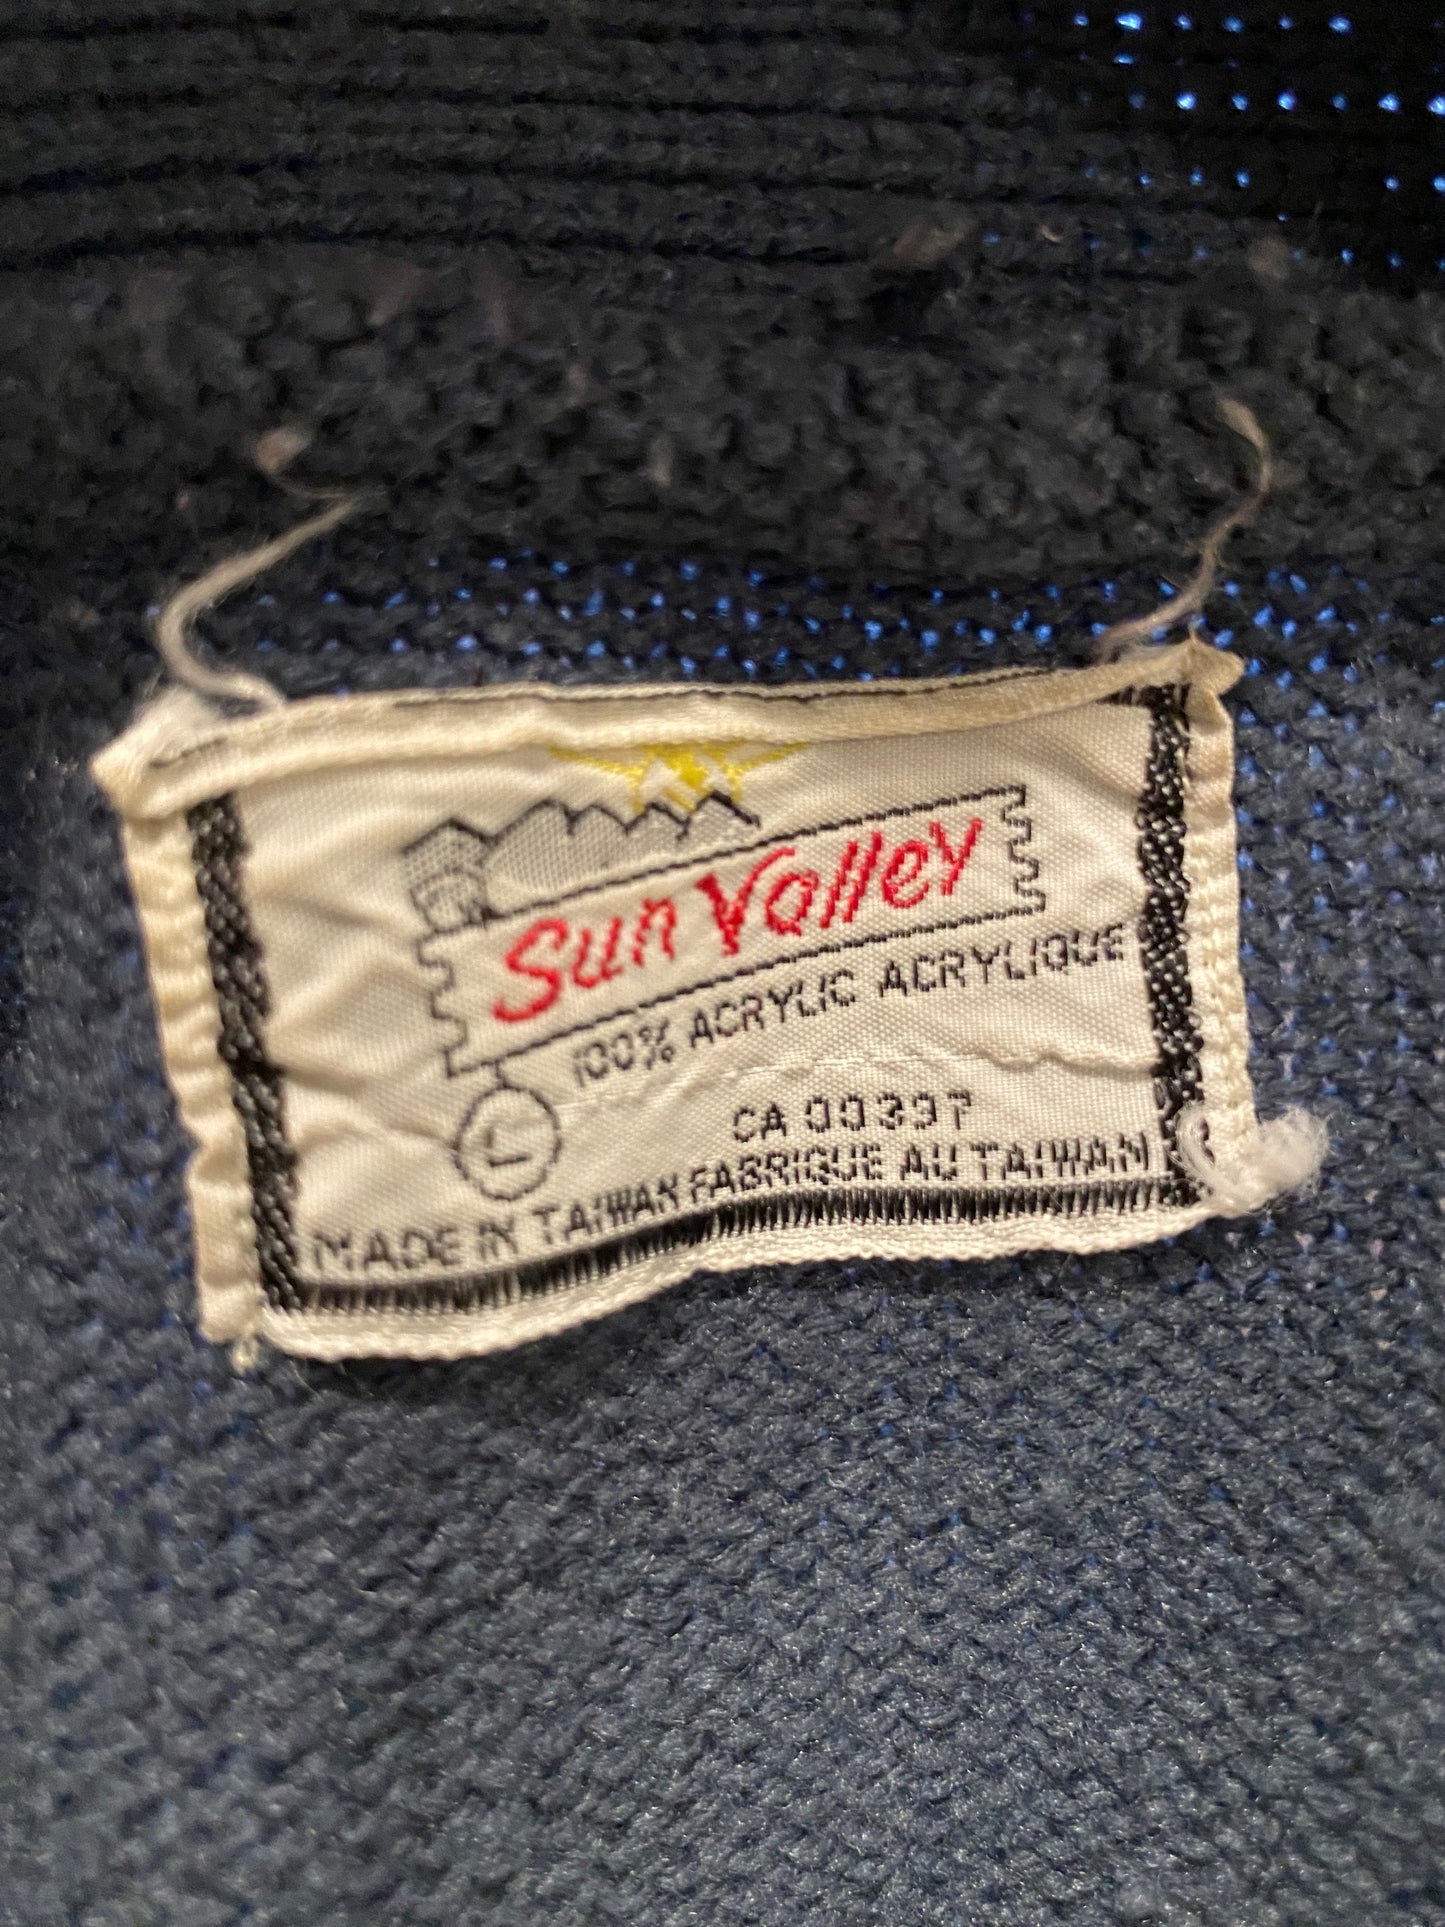 Sun Valley
100% ACRYLIC ACRYLIQUE
L
CA 00397
MADE IN TAIWAN FABRIQUE AU TAIWAN